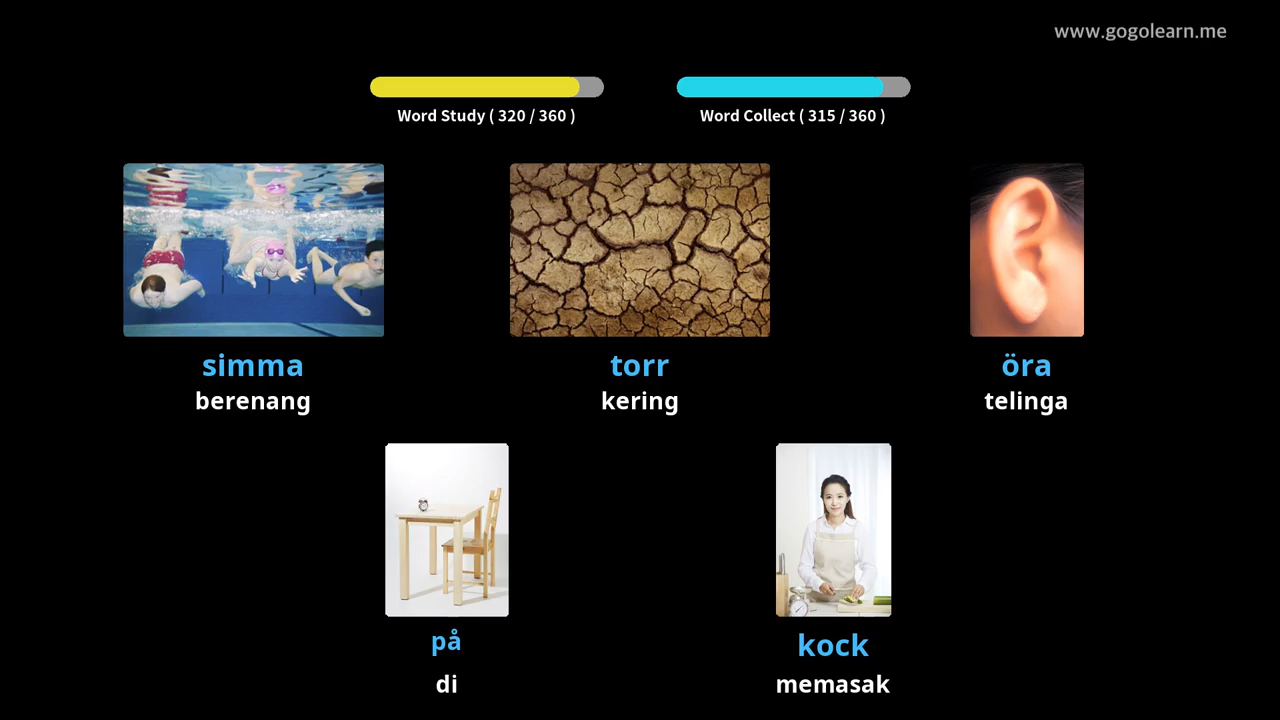 www.gogolearn.me
Word Study ( 320 / 360 )
Word Collect ( 315 / 360 )
simma
berenang
torr
kering
öra
telinga
på
di
kock
memasak